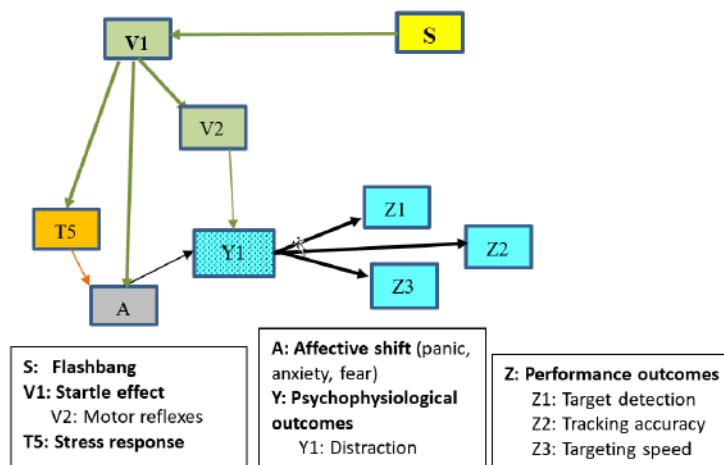 V1
S
V2
Z1
T5
Z2
Y1
Z3
A
S: Flashbang
V1: Startle effect
V2: Motor reflexes
T5: Stress response
A: Affective shift (panic,
anxiety, fear)
Y: Psychophysiological
outcomes
Y1: Distraction
Z: Performance outcomes
Z1: Target detection
Z2: Tracking accuracy
Z3: Targeting speed